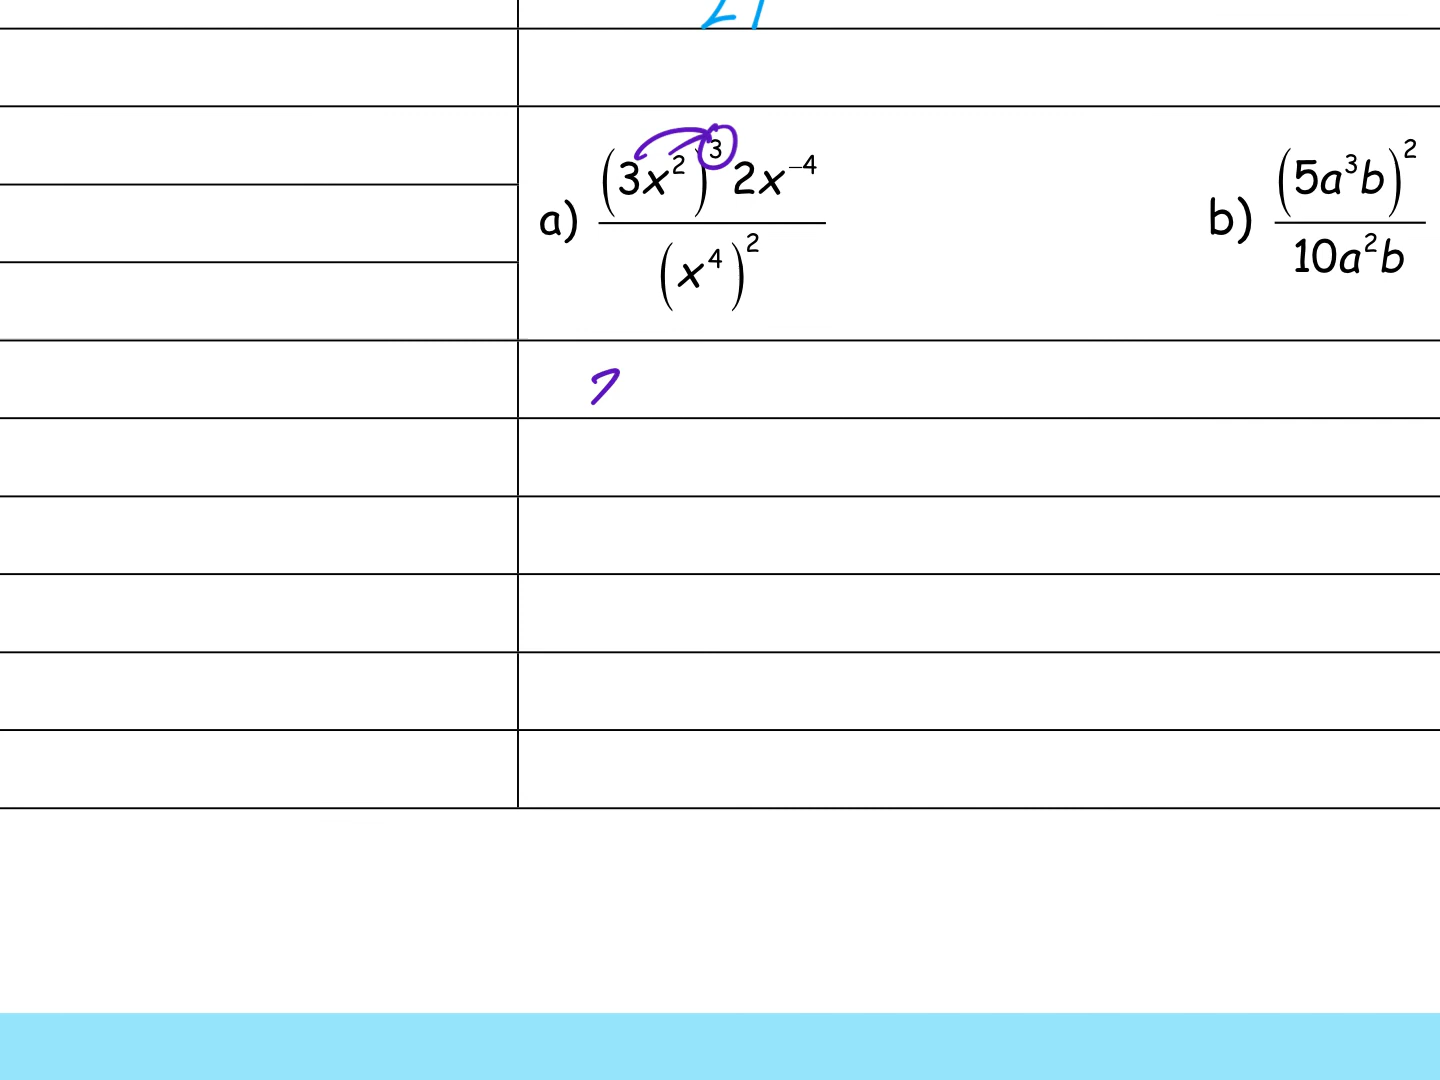 a) (3x²)³ 2x⁻⁴ / (x⁴)²
b) (5a³b)² / 10a²b